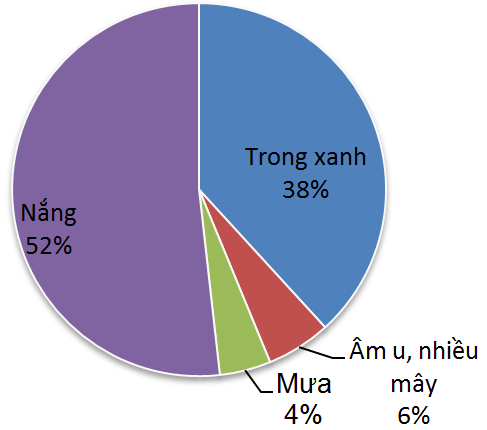 Trong xanh
38%
Nắng
52%
Âm u, nhiều
mây
6%
Mưa
4%